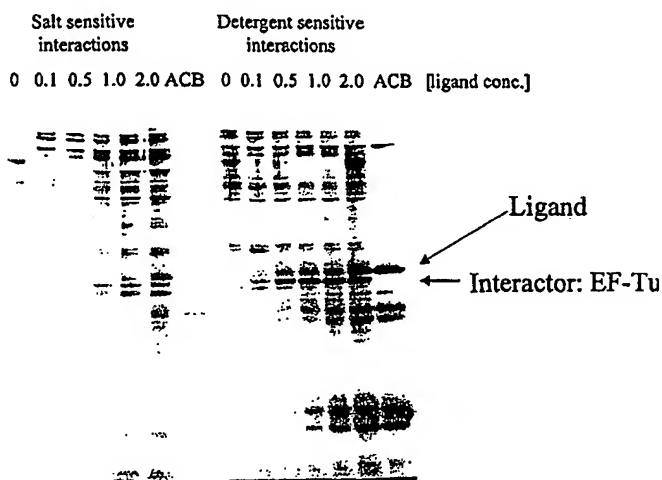 Salt sensitive
interactions
Detergent sensitive
interactions
0 0.1 0.5 1.0 2.0 ACB
0 0.1 0.5 1.0 2.0 ACB [ligand conc.]
Ligand
Interactor: EF-Tu